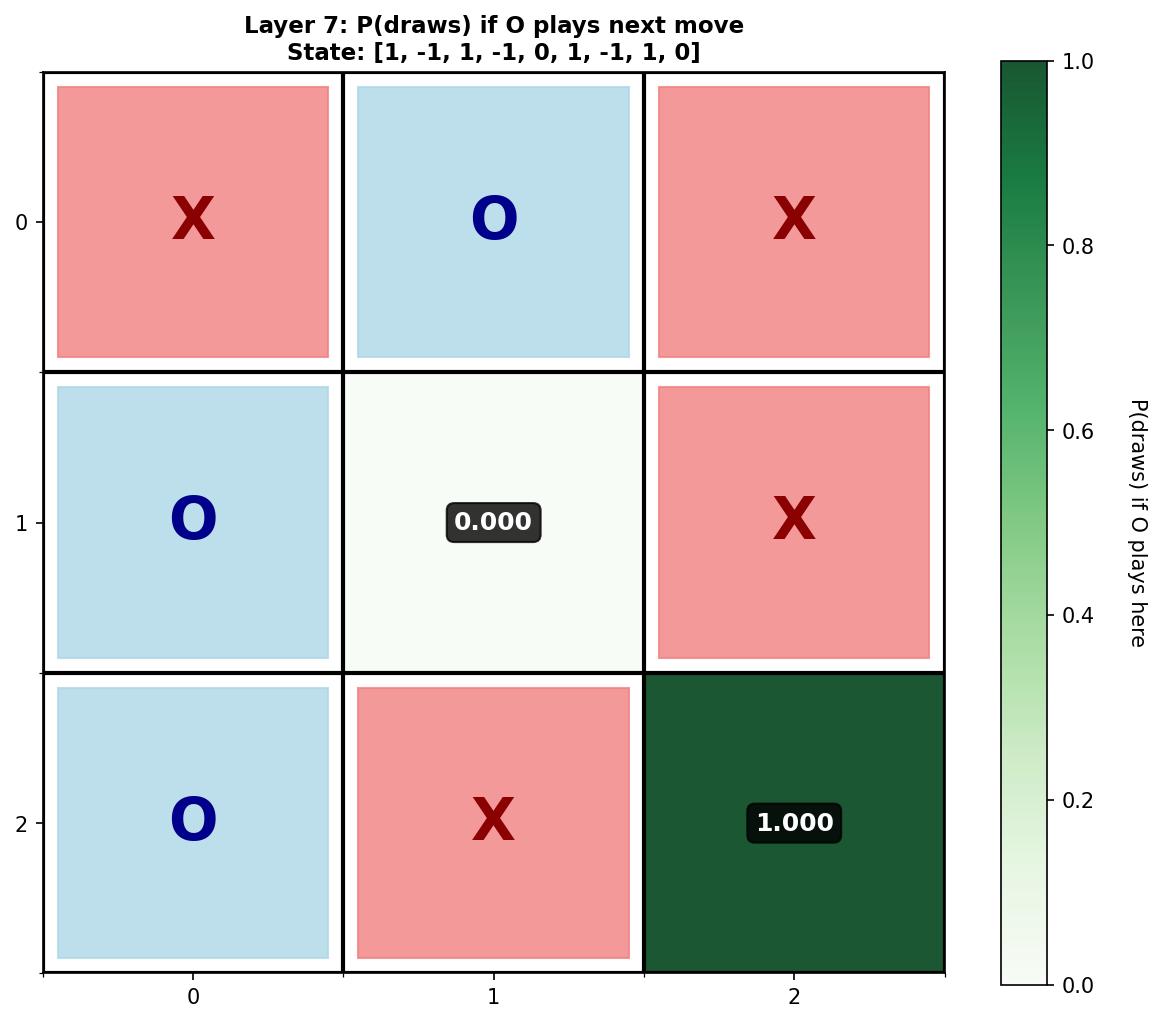 Layer 7: P(draws) if O plays next move
State: [1, -1, 1, -1, 0, 1, -1, 1, 0]
1.0
0.8
0.6
0.4
0.2
0.0
P(draws) if O plays here
0
X
O
X
1
O
0.000
X
2
O
X
1.000
0
1
2